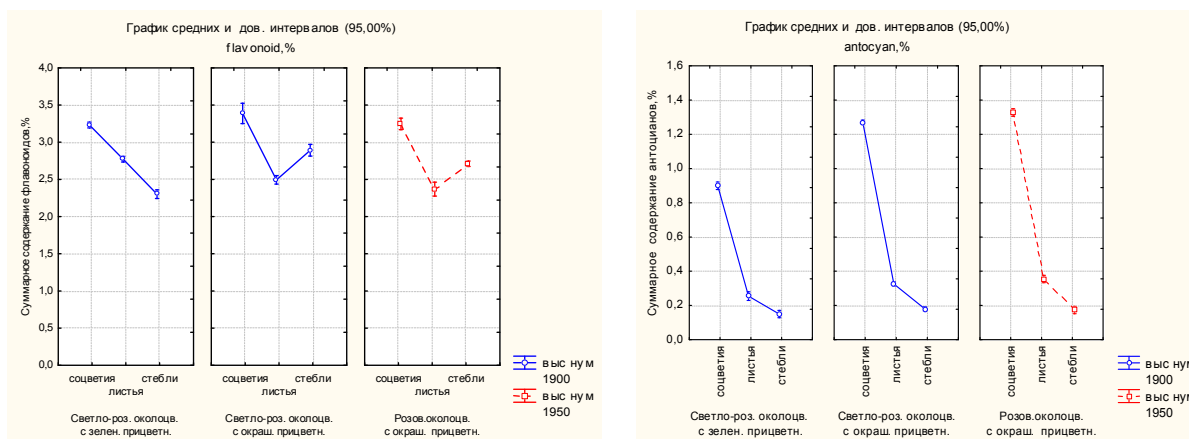 График средних и дов. интервалов (95,00%)
flavonoid,%
Суммарное содержание флавоноидов,%
4,0
3,5
3,0
2,5
2,0
1,5
1,0
0,5
0,0
соцветия стебли
листья
соцветия стебли
листья
соцветия стебли
листья
Светло-роз. околоцв.
с зелен. прицветн.
Светло-роз. околоцв.
с окраш. прицветн.
Розов.околоцв.
с окраш. прицветн.
выс нум
1900
выс нум
1950
График средних и дов. интервалов (95,00%)
antocyan,%
Суммарное содержание антоцианов,%
1,6
1,4
1,2
1,0
0,8
0,6
0,4
0,2
0,0
соцветия
листья
стебли
соцветия
листья
стебли
соцветия
листья
стебли
Светло-роз. околоцв.
с зелен. прицветн.
Светло-роз. околоцв.
с окраш. прицветн.
Розов.околоцв.
с окраш. прицветн.
выс нум
1900
выс нум
1950